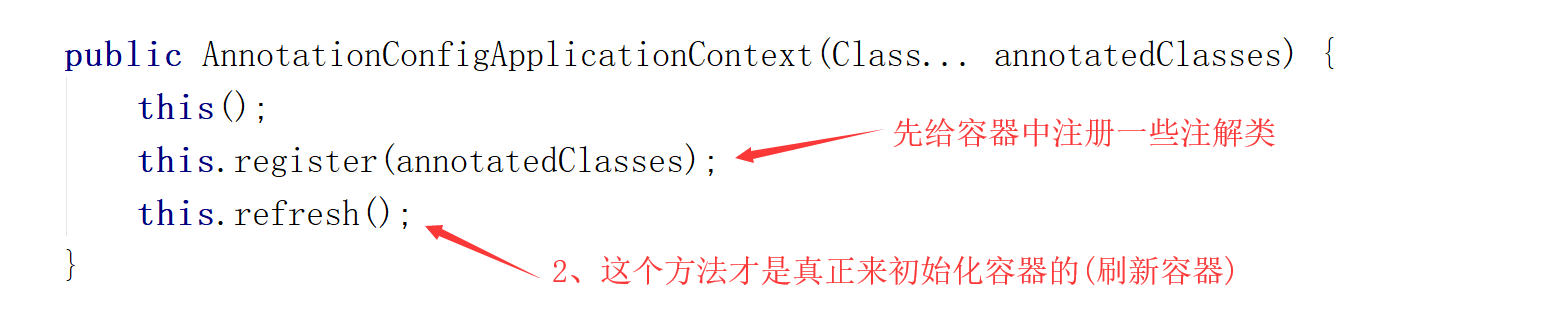 public AnnotationConfigApplicationContext(Class... annotatedClasses) {
this();
先给容器中注册一些注解类
this.register(annotatedClasses);
this.refresh();
}
2、这个方法才是真正来初始化容器的(刷新容器)